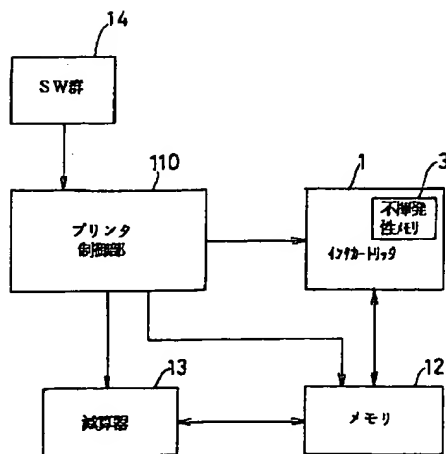 14
SW群
110
プリンタ
制御部
1
3
不揮発
性メモリ
インクカートリッジ
13
減算器
12
メモリ